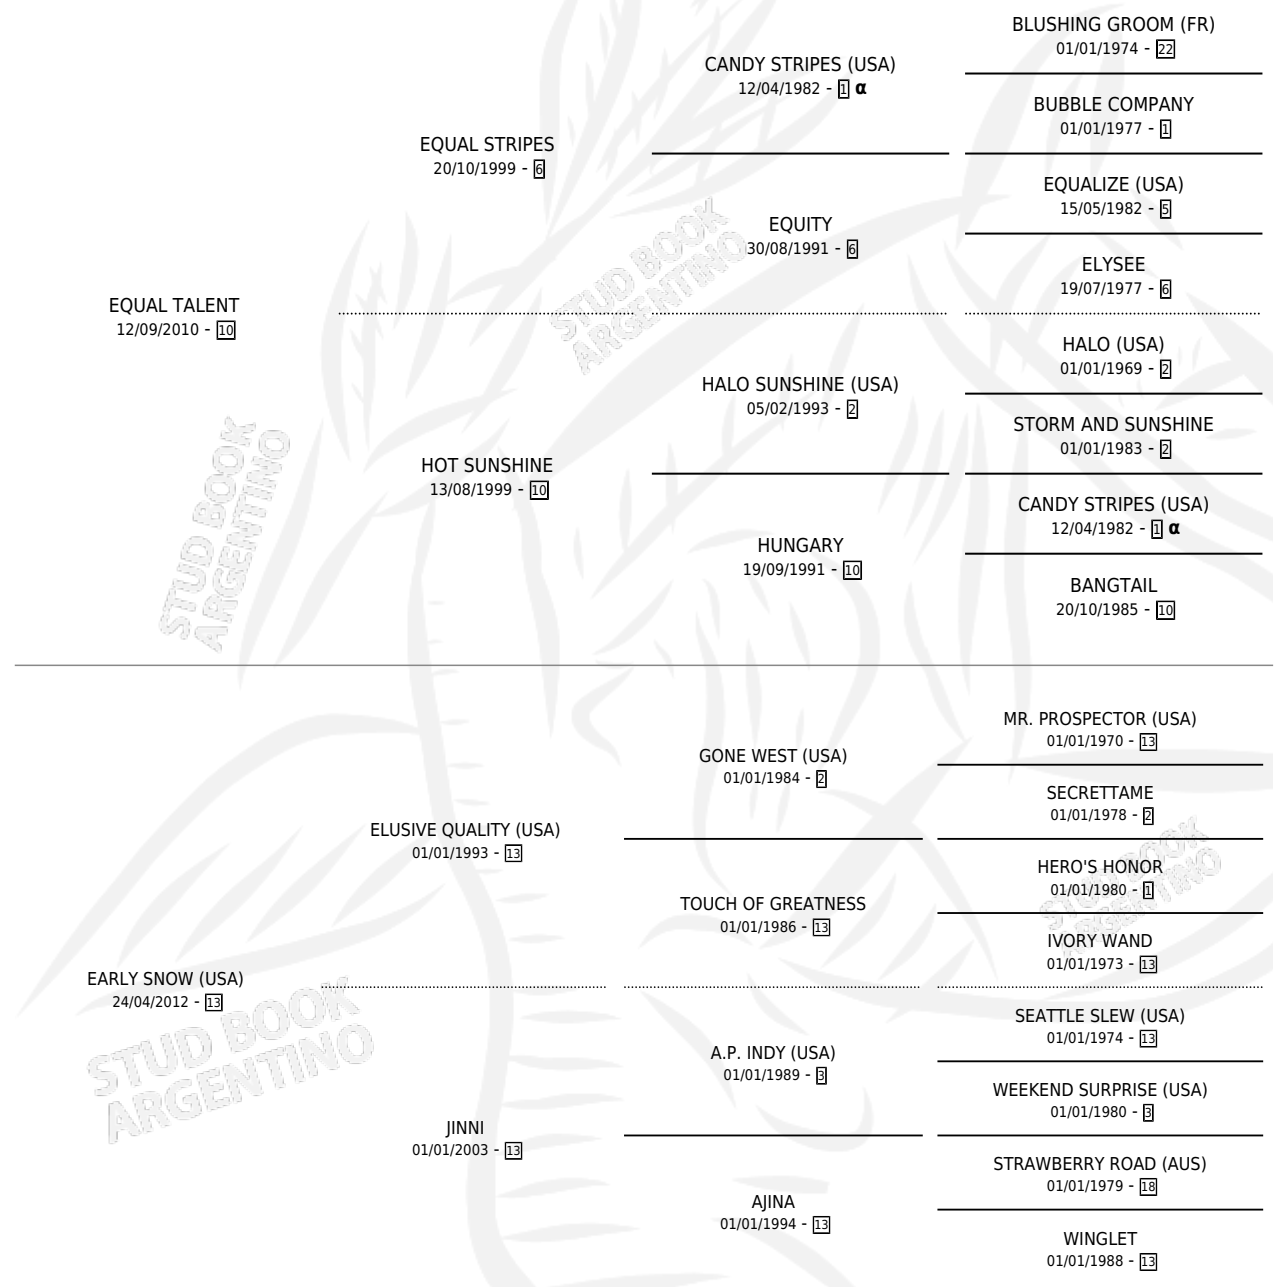 BLUSHING GROOM (FR)
01/01/1974 - 22
CANDY STRIPES (USA)
12/04/1982 - 1 α
BUBBLE COMPANY
01/01/1977 - 1
EQUAL STRIPES
20/10/1999 - 6
EQUALIZE (USA)
15/05/1982 - 5
EQUITY
30/08/1991 - 6
ELYSEE
19/07/1977 - 6
EQUAL TALENT
12/09/2010 - 10
HALO (USA)
01/01/1969 - 2
HALO SUNSHINE (USA)
05/02/1993 - 2
STORM AND SUNSHINE
01/01/1983 - 2
HOT SUNSHINE
13/08/1999 - 10
CANDY STRIPES (USA)
12/04/1982 - 1 α
HUNGARY
19/09/1991 - 10
BANGTAIL
20/10/1985 - 10
MR. PROSPECTOR (USA)
01/01/1970 - 13
GONE WEST (USA)
01/01/1984 - 2
SECRETTAME
01/01/1978 - 2
ELUSIVE QUALITY (USA)
01/01/1993 - 13
HERO'S HONOR
01/01/1980 - 1
TOUCH OF GREATNESS
01/01/1986 - 13
IVORY WAND
01/01/1973 - 13
EARLY SNOW (USA)
24/04/2012 - 13
SEATTLE SLEW (USA)
01/01/1974 - 13
A.P. INDY (USA)
01/01/1989 - 3
WEEKEND SURPRISE (USA)
01/01/1980 - 3
JINNI
01/01/2003 - 13
STRAWBERRY ROAD (AUS)
01/01/1979 - 18
AJINA
01/01/1994 - 13
WINGLET
01/01/1988 - 13
STUD BOOK
ARGENTINO
STUD BOOK
ARGENTINO
STUD BOOK
ARGENTINO
STUD BOOK
ARGENTINO